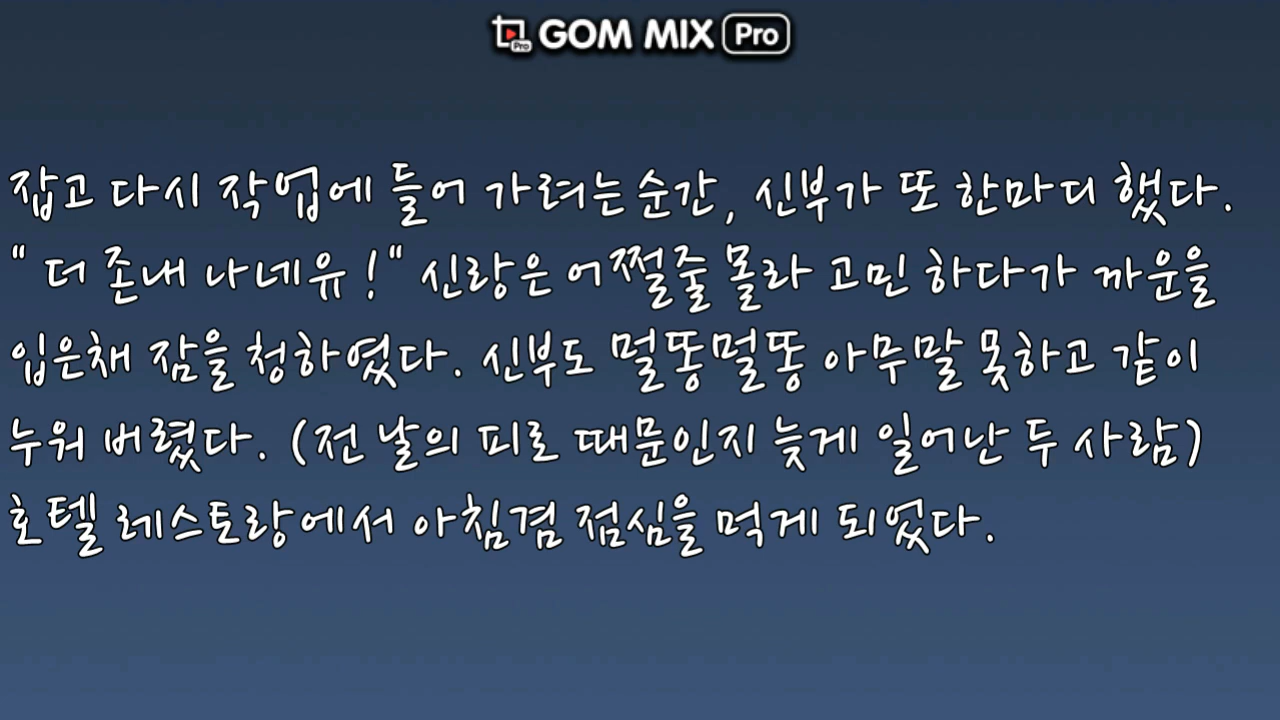 GOM MIX Pro
잡고 다시 작업에 들어 가려는 순간, 신부가 또 한마디 했다.
" 더 존내 나네유 ! " 신랑은 어쩔줄 몰라 고민 하다가 까운을
입은채 잠을 청하였다. 신부도 멀똥멀똥 아무말 못하고 같이
누워 버렸다. (전 날의 피로 때문인지 늦게 일어난 두 사람)
호텔 레스토랑에서 아침겸 점심을 먹게 되었다.